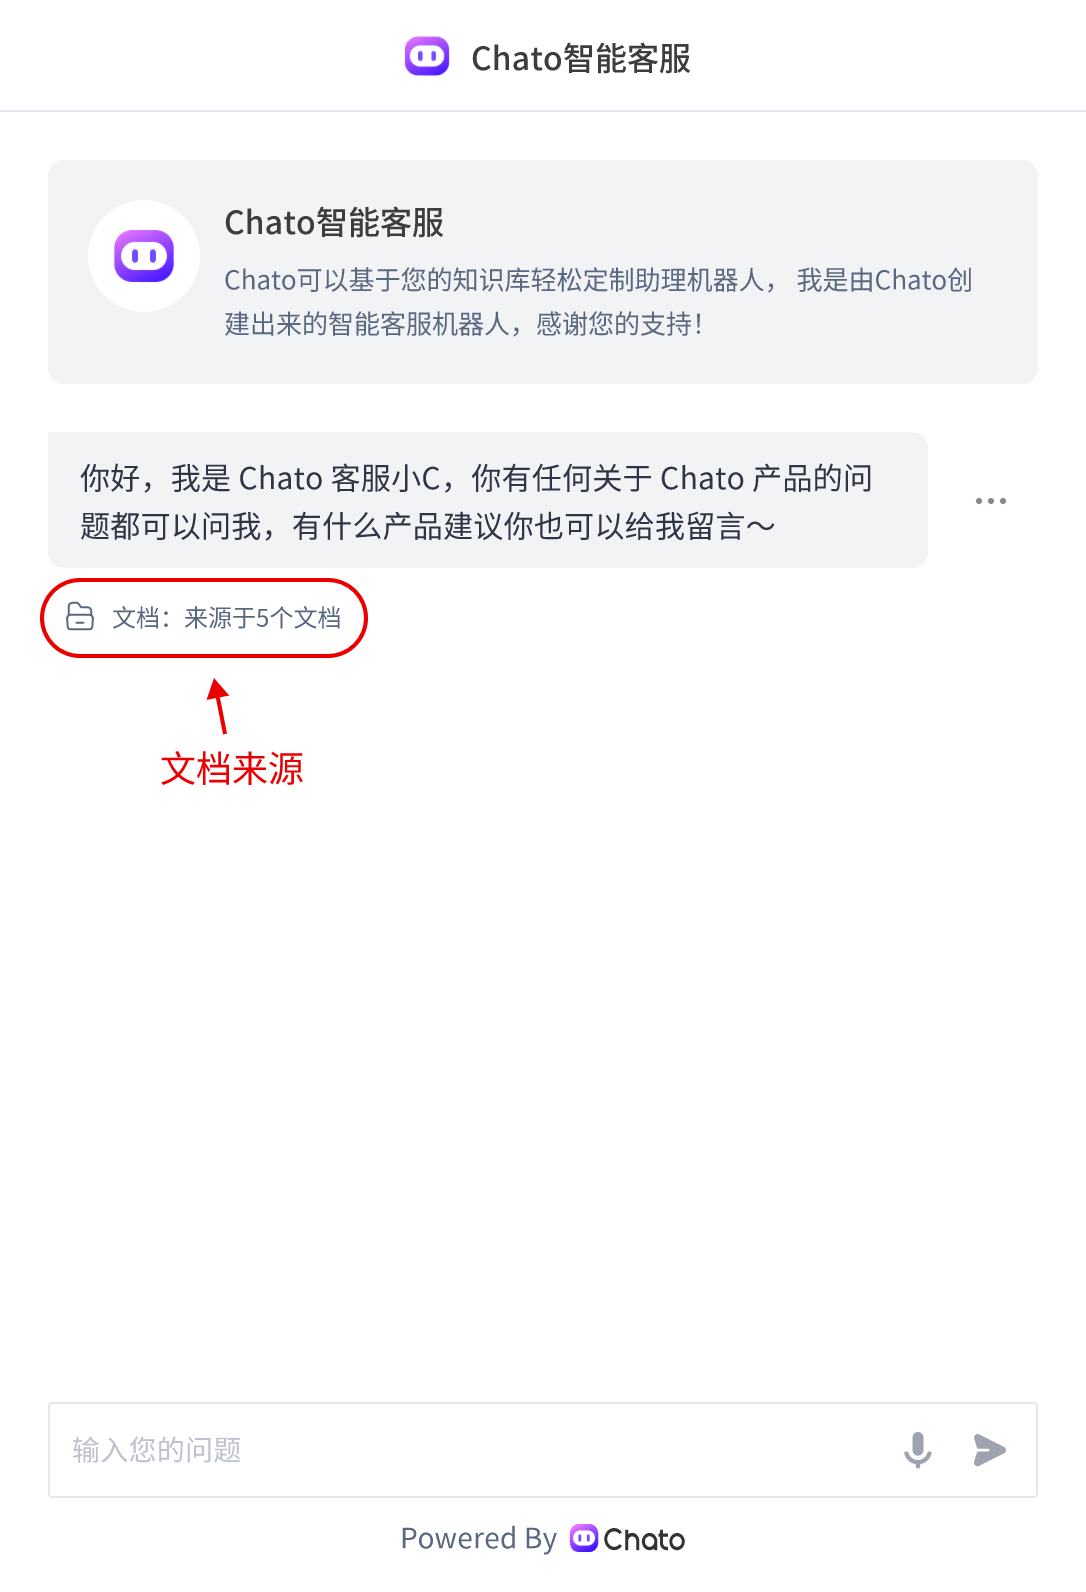 Chato智能客服
Chato智能客服
Chato可以基于您的知识库轻松定制助理机器人， 我是由Chato创
建出来的智能客服机器人，感谢您的支持！
你好，我是 Chato 客服小C，你有任何关于 Chato 产品的问
题都可以问我，有什么产品建议你也可以给我留言～
文档：来源于5个文档
文档来源
输入您的问题
Powered By Chato